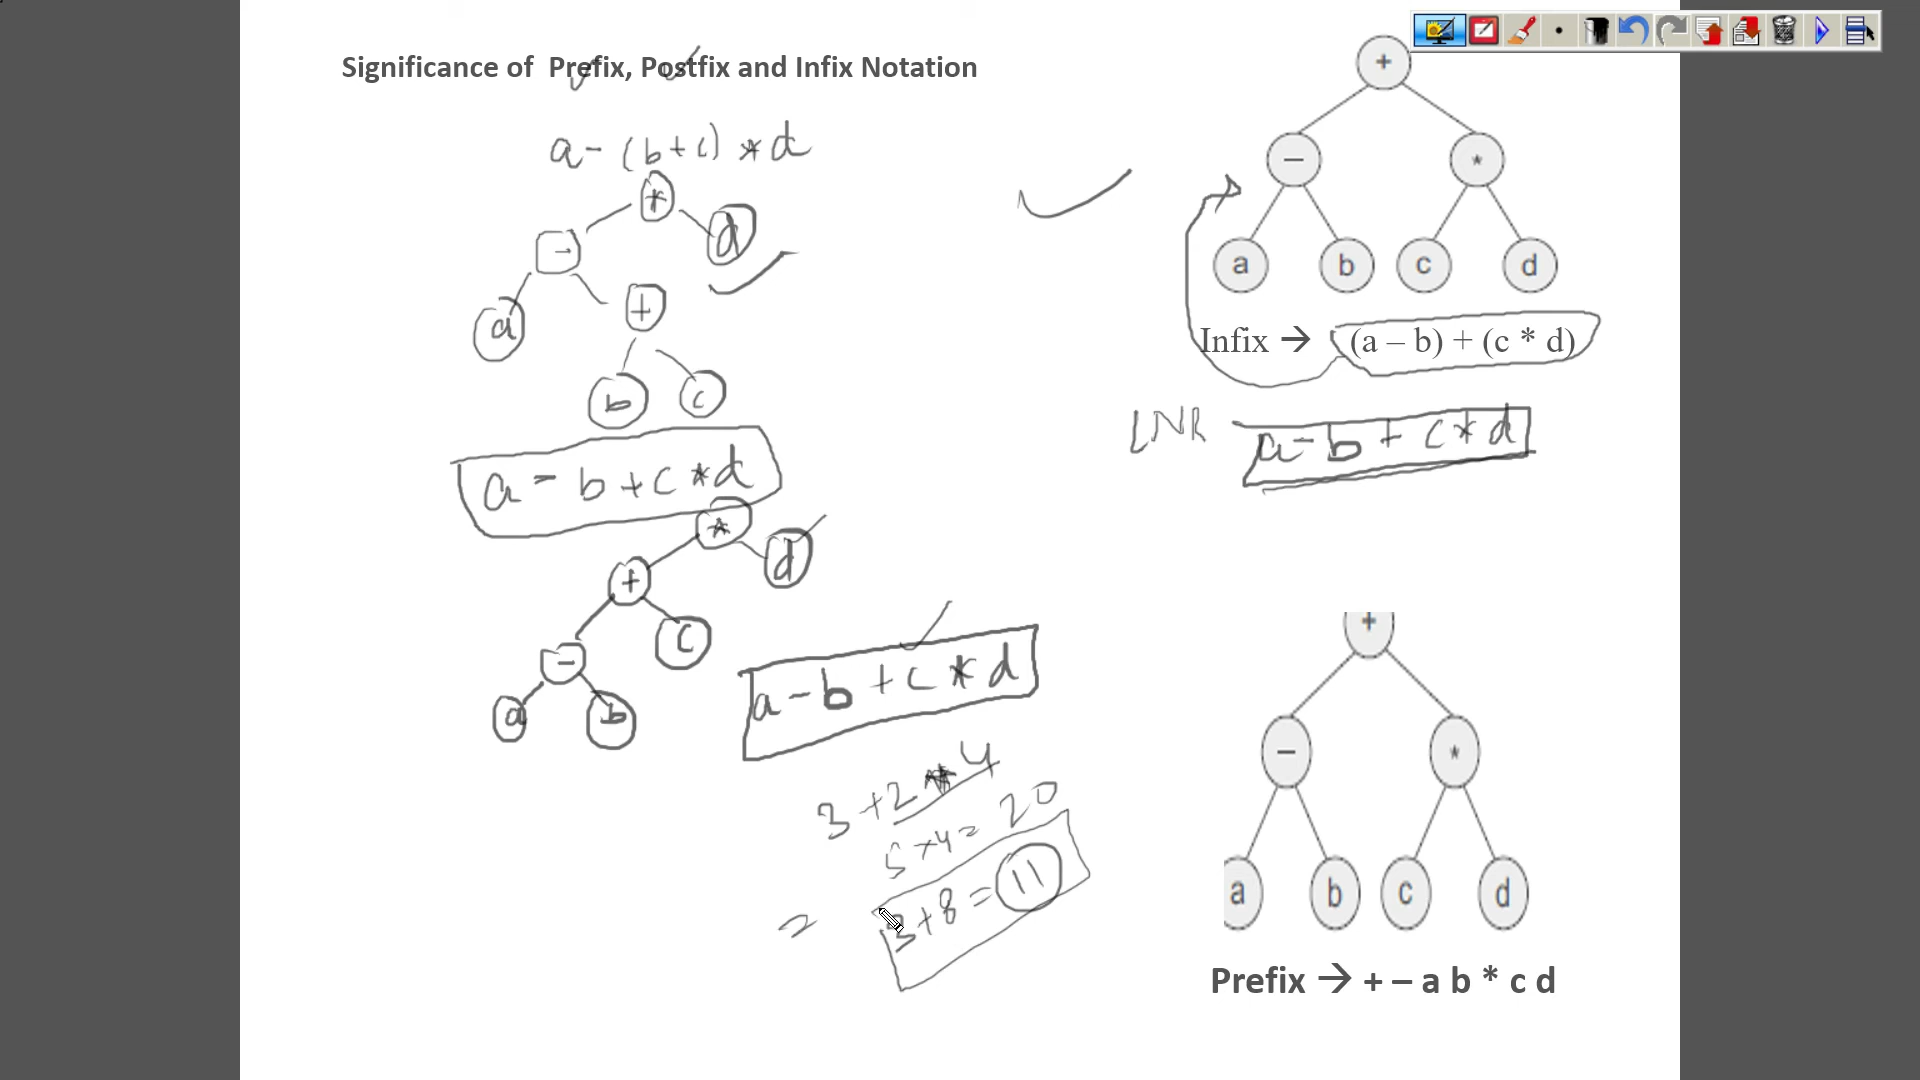 Significance of Prefix, Postfix and Infix Notation
a - (b+c) * d
*
-
d
a
+
b
c
a - b + c * d
*
+
d
-
c
a
b
a - b + c * d
3 + 2 * 4
5 × 4 = 20
= 3 + 8 = 11
+
-
*
a
b
c
d
Infix → (a – b) + (c * d)
LNR
a - b + c * d
+
-
*
a
b
c
d
Prefix → + – a b * c d